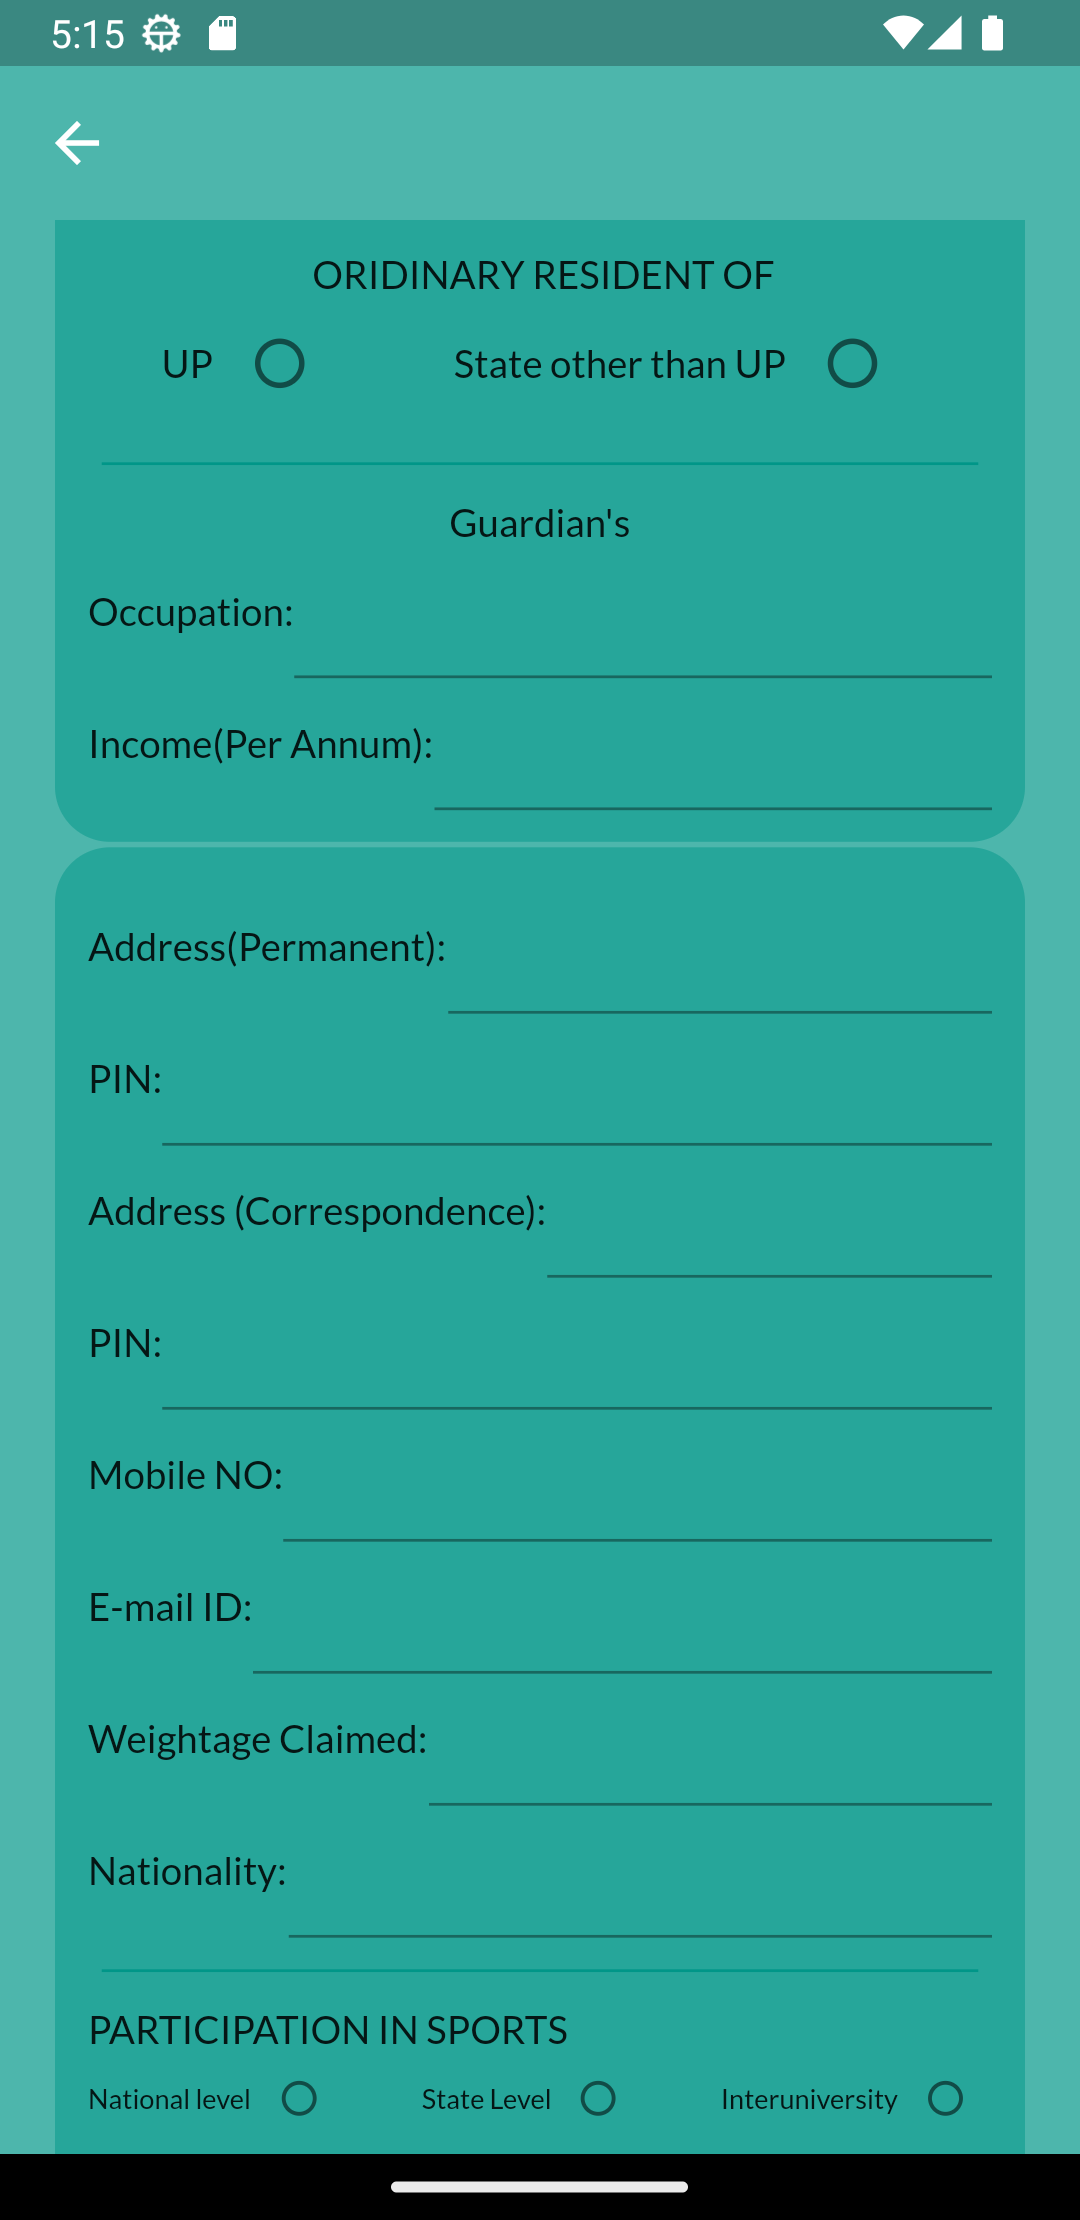 5:15
ORIDINARY RESIDENT OF
UP State other than UP
Guardian's
Occupation:
Income(Per Annum):
Address(Permanent):
PIN:
Address (Correspondence):
PIN:
Mobile NO:
E-mail ID:
Weightage Claimed:
Nationality:
PARTICIPATION IN SPORTS
National level State Level Interuniversity